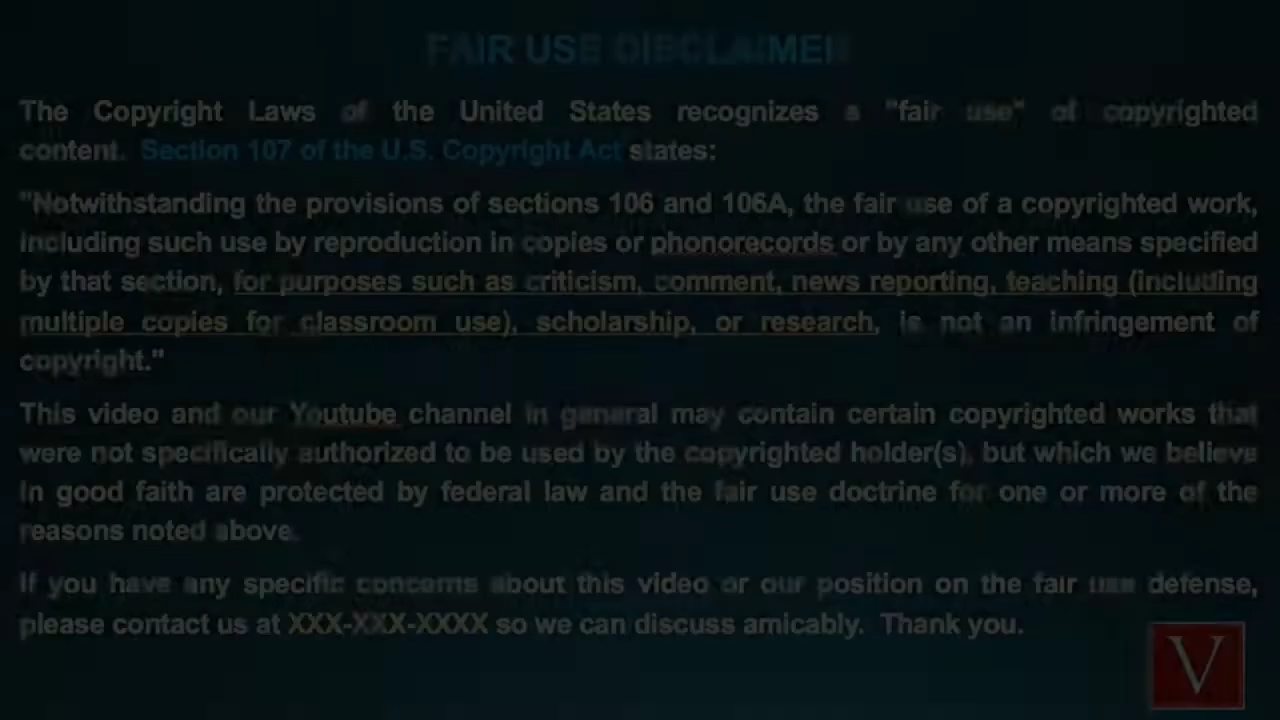 FAIR USE DISCLAIMER
The Copyright Laws of the United States recognizes a "fair use" of copyrighted
content. Section 107 of the U.S. Copyright Act states:
"Notwithstanding the provisions of sections 106 and 106A, the fair use of a copyrighted work,
including such use by reproduction in copies or phonorecords or by any other means specified
by that section, for purposes such as criticism, comment, news reporting, teaching (including
multiple copies for classroom use), scholarship, or research, is not an infringement of
copyright."
This video and our Youtube channel in general may contain certain copyrighted works that
were not specifically authorized to be used by the copyrighted holder(s), but which we believe
in good faith are protected by federal law and the fair use doctrine for one or more of the
reasons noted above.
If you have any specific concerns about this video or our position on the fair use defense,
please contact us at XXX-XXX-XXXX so we can discuss amicably. Thank you.
V